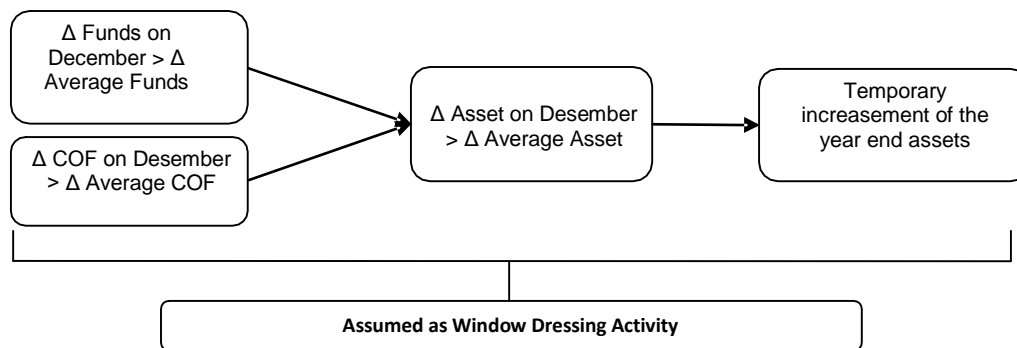 Δ Funds on
December > Δ
Average Funds
Δ COF on Desember
> Δ Average COF
Δ Asset on Desember
> Δ Average Asset
Temporary
increasement of the
year end assets
Assumed as Window Dressing Activity